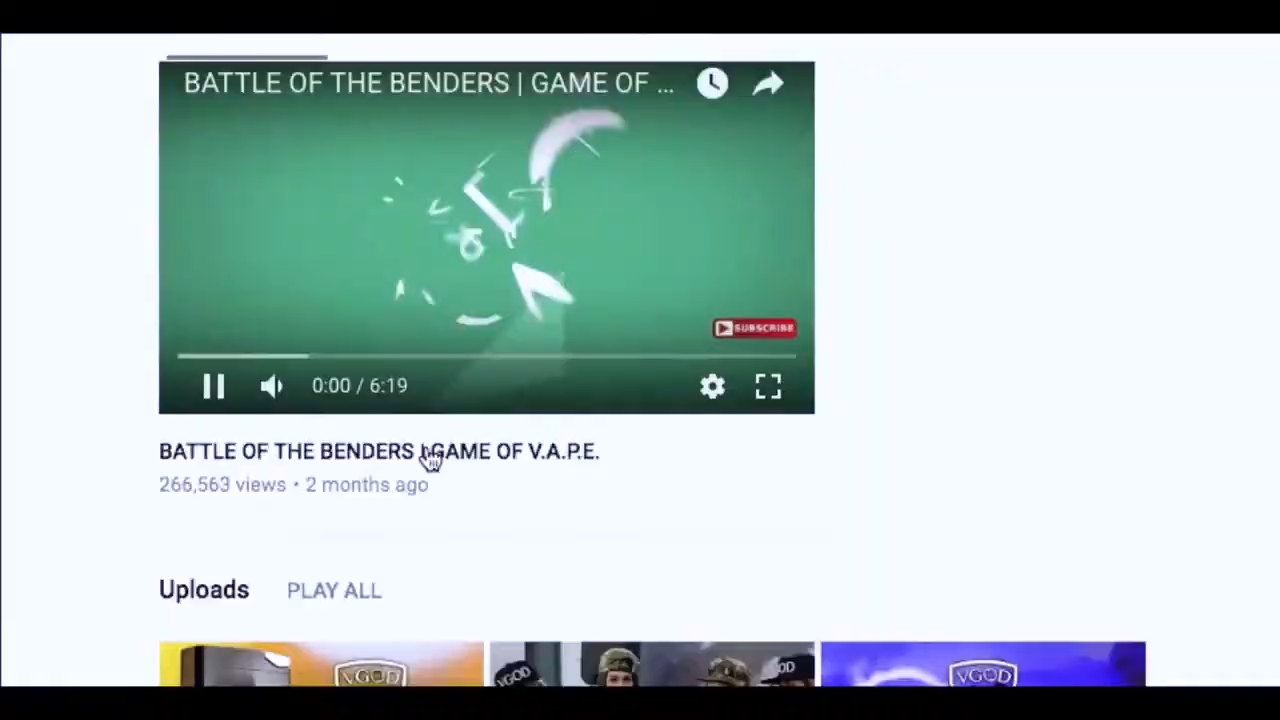 BATTLE OF THE BENDERS | GAME OF ...
SUBSCRIBE
0:00 / 6:19
BATTLE OF THE BENDERS | GAME OF V.A.P.E.
266,563 views • 2 months ago
Uploads PLAY ALL
VGOD
VGOD
VGOD